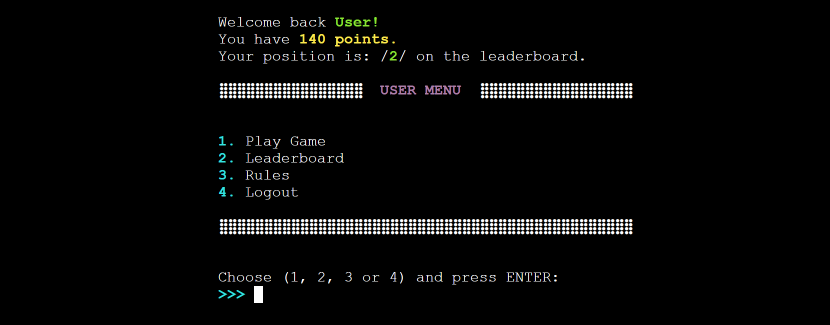 Welcome back User!
You have 140 points.
Your position is: /2/ on the leaderboard.
USER MENU
1. Play Game
2. Leaderboard
3. Rules
4. Logout
Choose (1, 2, 3 or 4) and press ENTER:
>>>